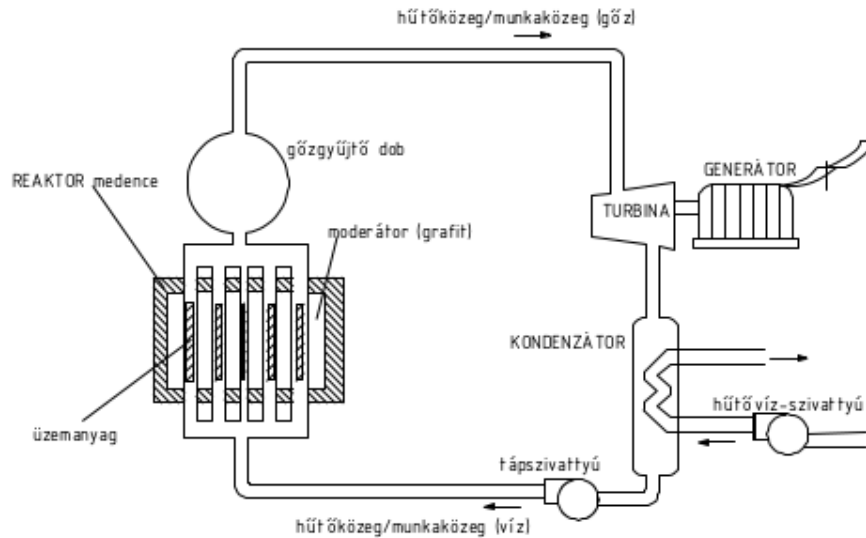 hűtőközeg/munkaközeg (gőz)
gőzgyűjtő dob
REAKTOR medence
GENERÁTOR
TURBINA
moderátor (grafit)
KONDENZÁTOR
hűtővíz-szivattyú
üzemanyag
tápszivattyú
hűtőközeg/munkaközeg (víz)